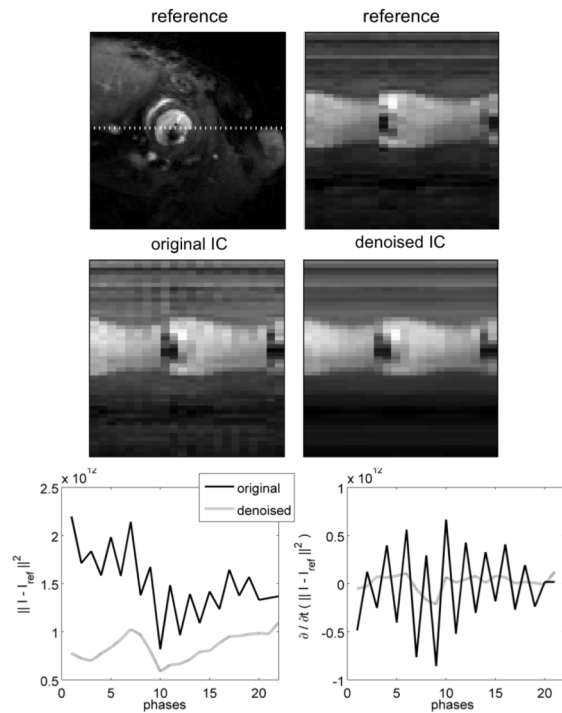 reference
reference
original IC
denoised IC
x 10^12
x 10^12
2.5
2
1.5
1
0.5
0
5
10
15
20
phases
|| I - I_ref ||^2
original
denoised
1
0.5
0
-0.5
-1
0
5
10
15
20
phases
∂ / ∂t ( || I - I_ref ||^2 )